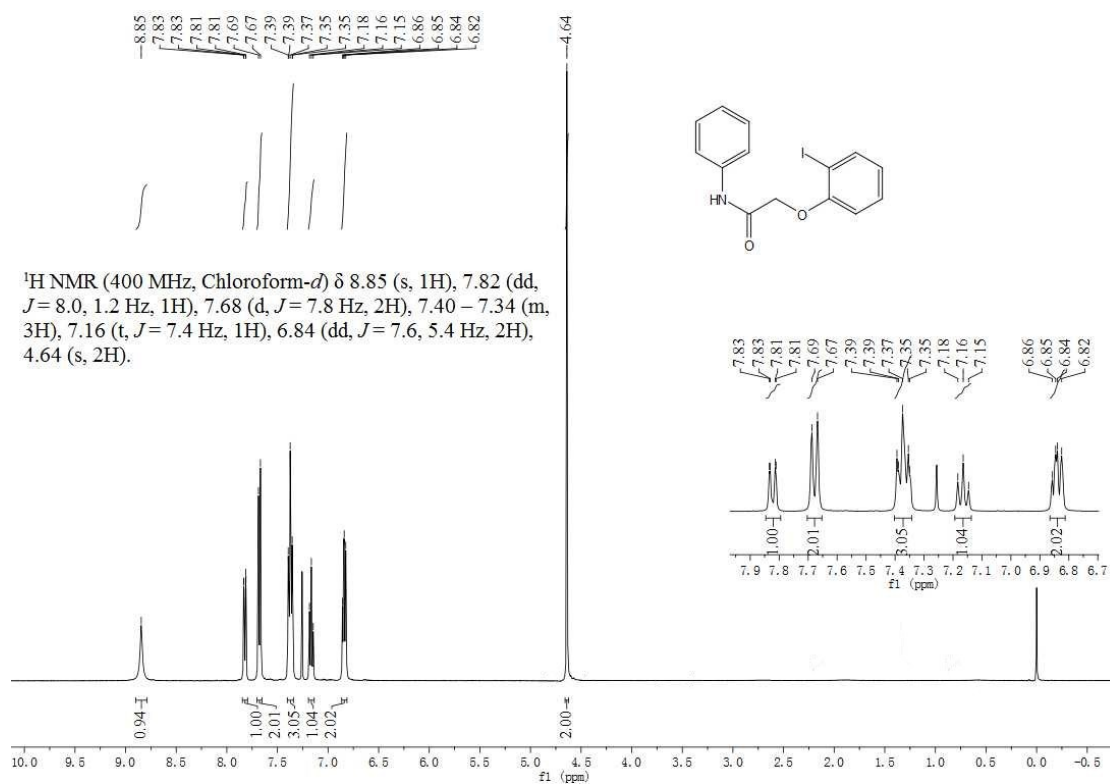 8.85 7.83 7.83 7.81 7.81 7.69 7.67 7.39 7.39 7.37 7.35 7.35 7.18 7.16 7.15 6.86 6.85 6.84 6.82 4.64
I
HN
O
O
¹H NMR (400 MHz, Chloroform-d) δ 8.85 (s, 1H), 7.82 (dd,
J = 8.0, 1.2 Hz, 1H), 7.68 (d, J = 7.8 Hz, 2H), 7.40 – 7.34 (m,
3H), 7.16 (t, J = 7.4 Hz, 1H), 6.84 (dd, J = 7.6, 5.4 Hz, 2H),
4.64 (s, 2H).
7.83 7.83 7.81 7.81 7.69 7.67 7.39 7.39 7.37 7.35 7.35 7.18 7.16 7.15 6.86 6.85 6.84 6.82
1.00 2.01 3.05 1.04 2.02
7.9 7.8 7.7 7.6 7.5 7.4 7.3 7.2 7.1 7.0 6.9 6.8 6.7
f1 (ppm)
0.94 1.00 2.01 3.05 1.04 2.02 2.00
10.0 9.5 9.0 8.5 8.0 7.5 7.0 6.5 6.0 5.5 5.0 4.5 4.0 3.5 3.0 2.5 2.0 1.5 1.0 0.5 0.0 -0.5
f1 (ppm)